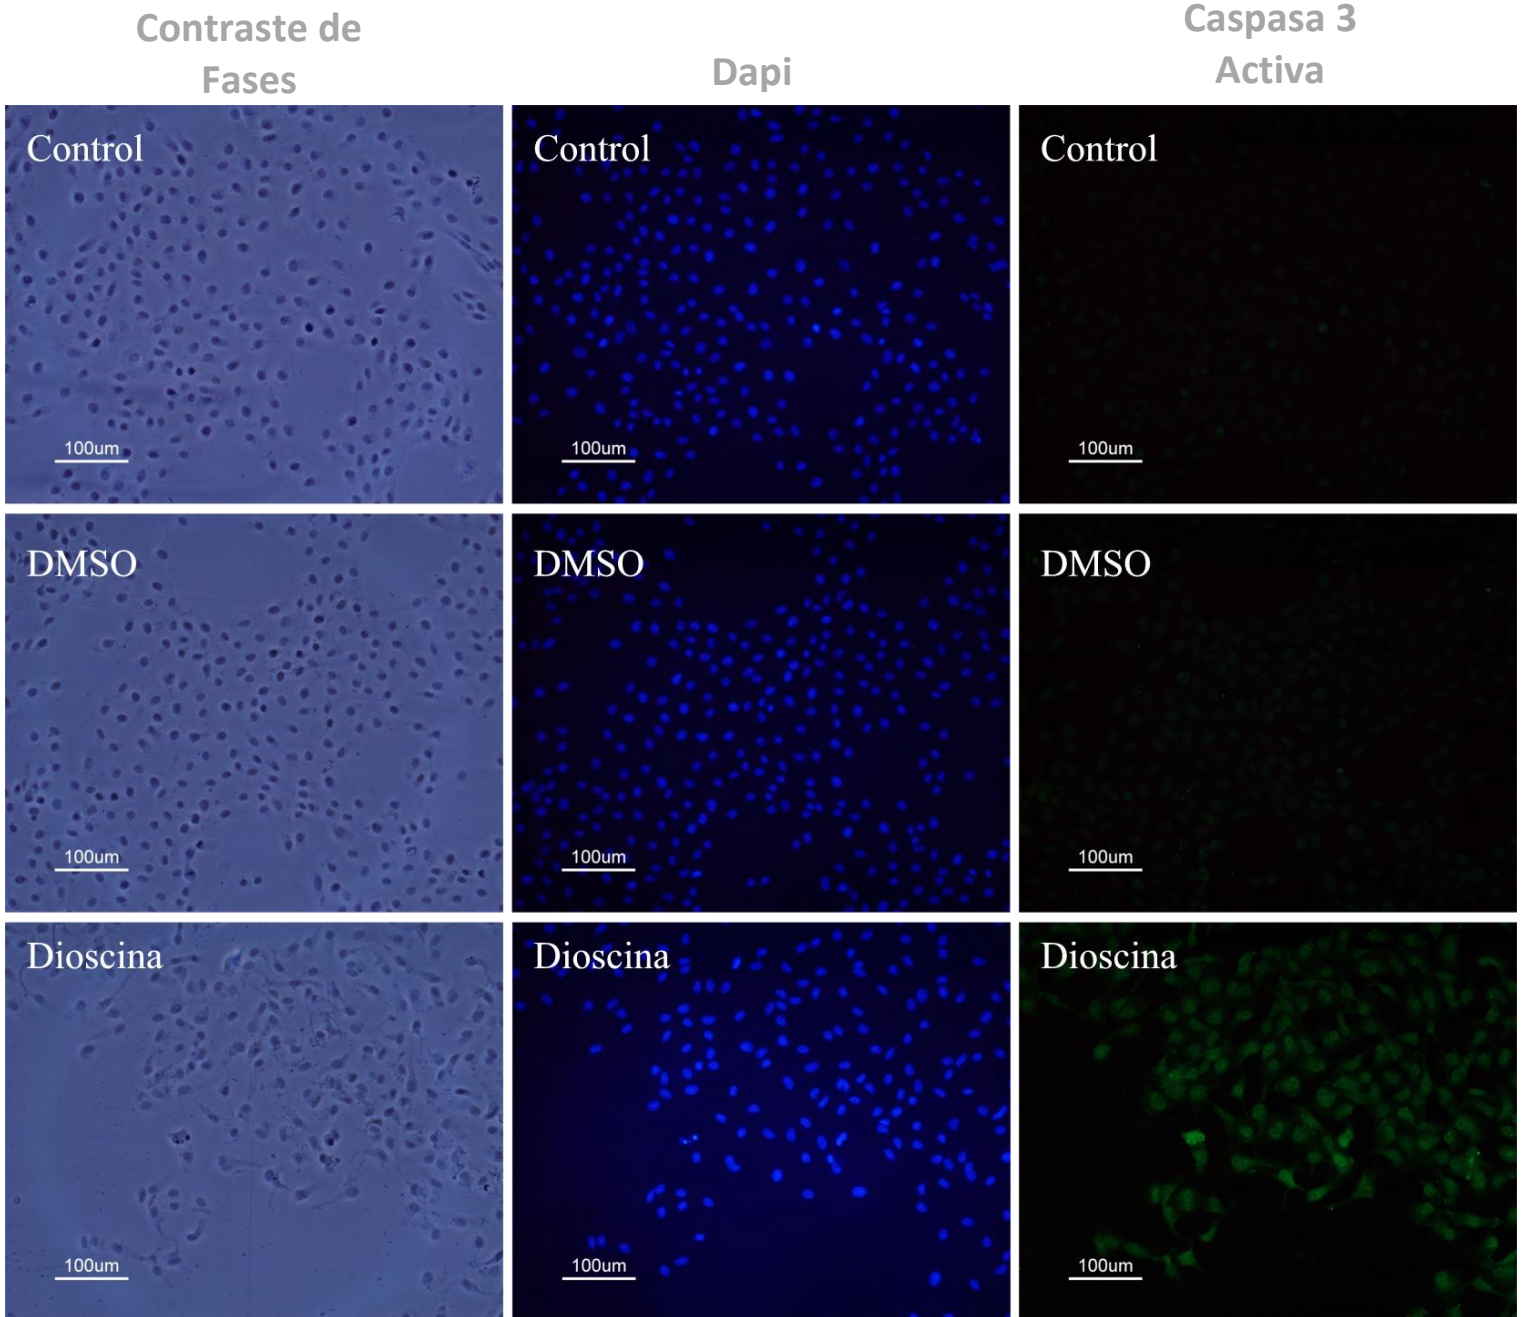 Contraste de
Fases
Dapi
Caspasa 3
Activa
Control
100um
Control
100um
Control
100um
DMSO
100um
DMSO
100um
DMSO
100um
Dioscina
100um
Dioscina
100um
Dioscina
100um